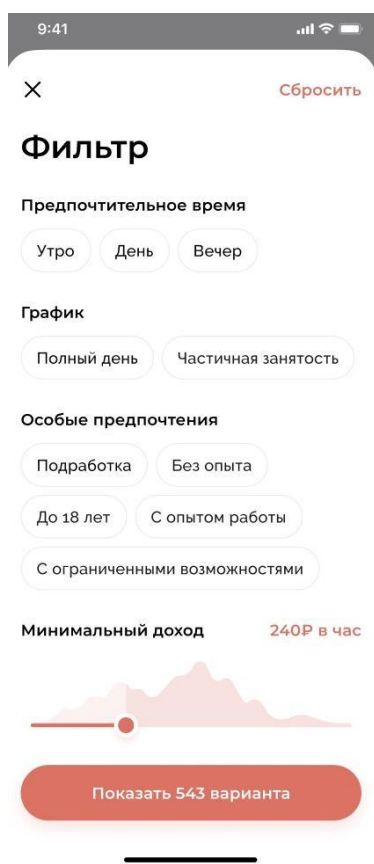 9:41
Сбросить
Фильтр
Предпочтительное время
Утро День Вечер
График
Полный день Частичная занятость
Особые предпочтения
Подработка Без опыта
До 18 лет С опытом работы
С ограниченными возможностями
Минимальный доход 240₽ в час
Показать 543 варианта